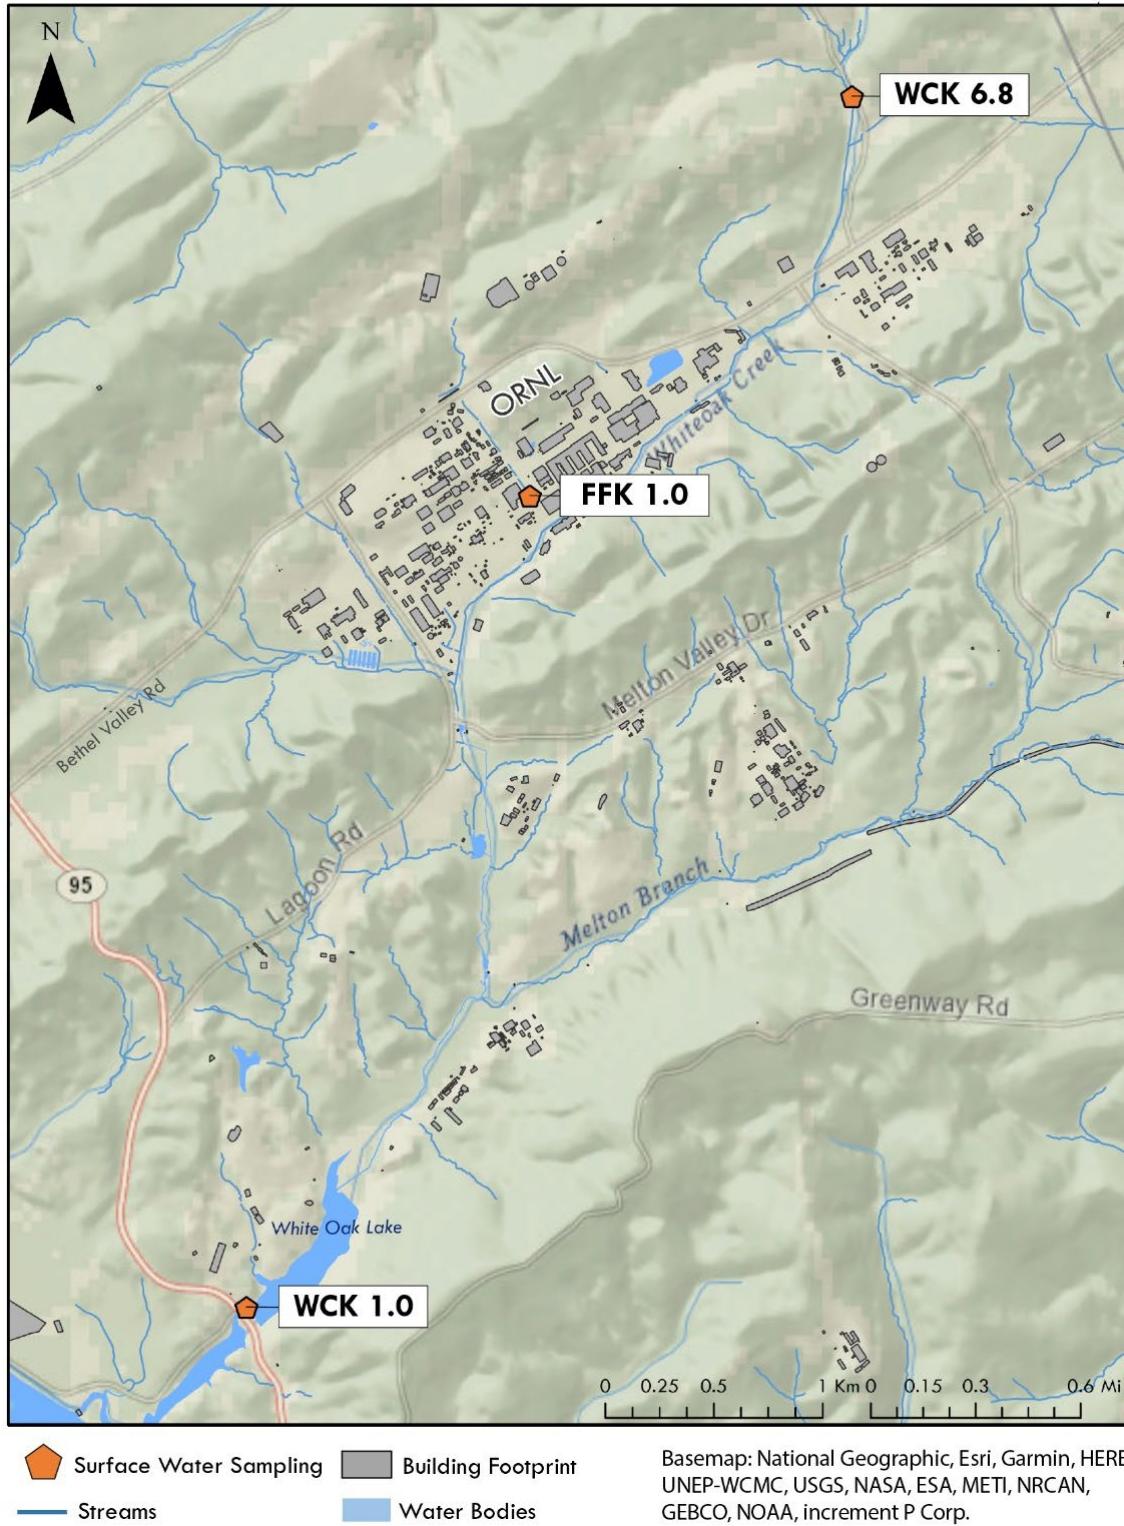 N
WCK 6.8
ORNL
Whiteoak Creek
FFK 1.0
Melton Valley Dr
Bethel Valley Rd
95
Lagoon Rd
Melton Branch
Greenway Rd
White Oak Lake
WCK 1.0
0 0.25 0.5 1 Km 0 0.15 0.3 0.6 Mi
Surface Water Sampling
Building Footprint
Streams
Water Bodies
Basemap: National Geographic, Esri, Garmin, HERE
UNEP-WCMC, USGS, NASA, ESA, METI, NRCAN,
GEBCO, NOAA, increment P Corp.